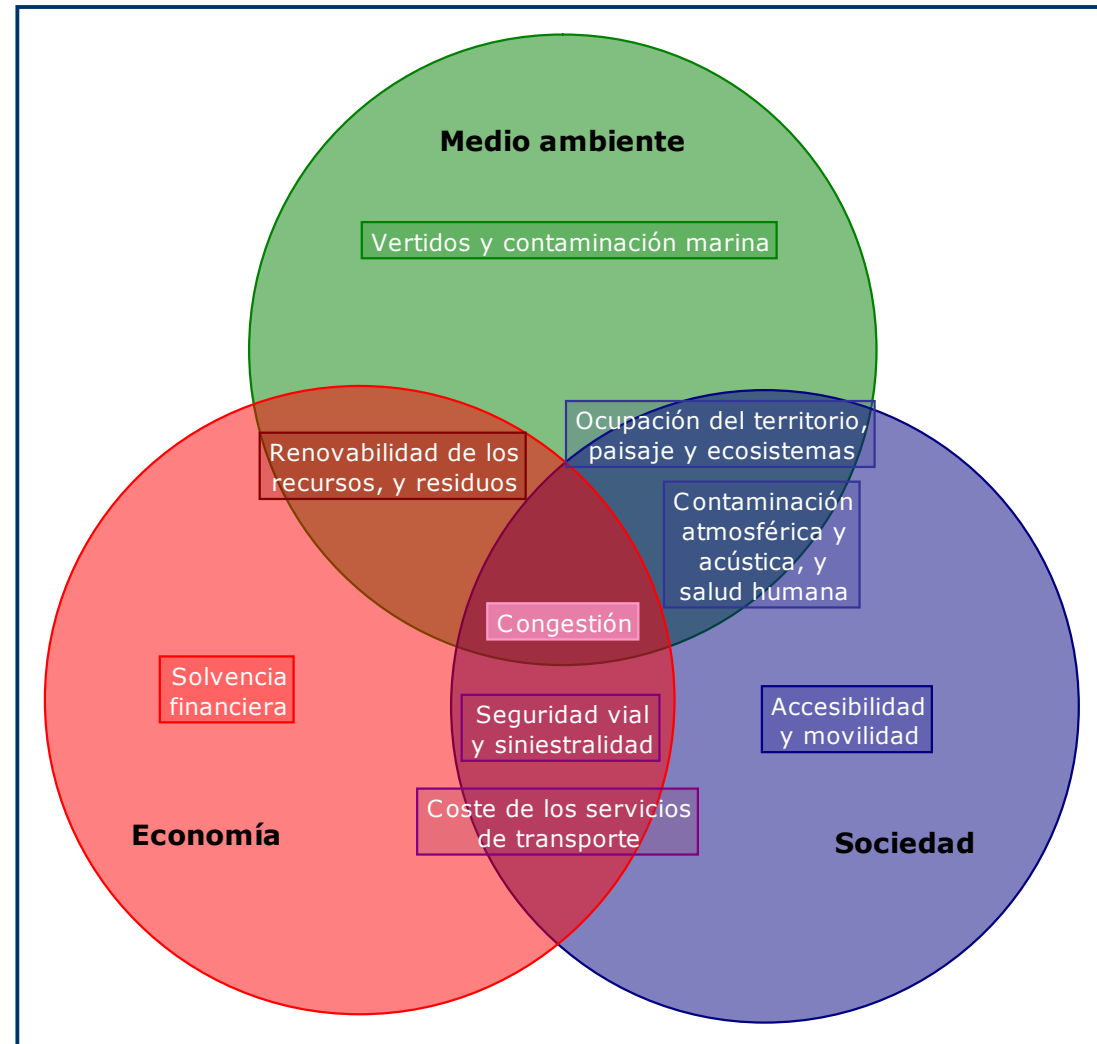 Medio ambiente
Vertidos y contaminación marina
Ocupación del territorio,
paisaje y ecosistemas
Renovabilidad de los
recursos, y residuos
Contaminación
atmosférica y
acústica, y
salud humana
Congestión
Solvencia
financiera
Seguridad vial
y siniestralidad
Accesibilidad
y movilidad
Coste de los servicios
de transporte
Economía
Sociedad